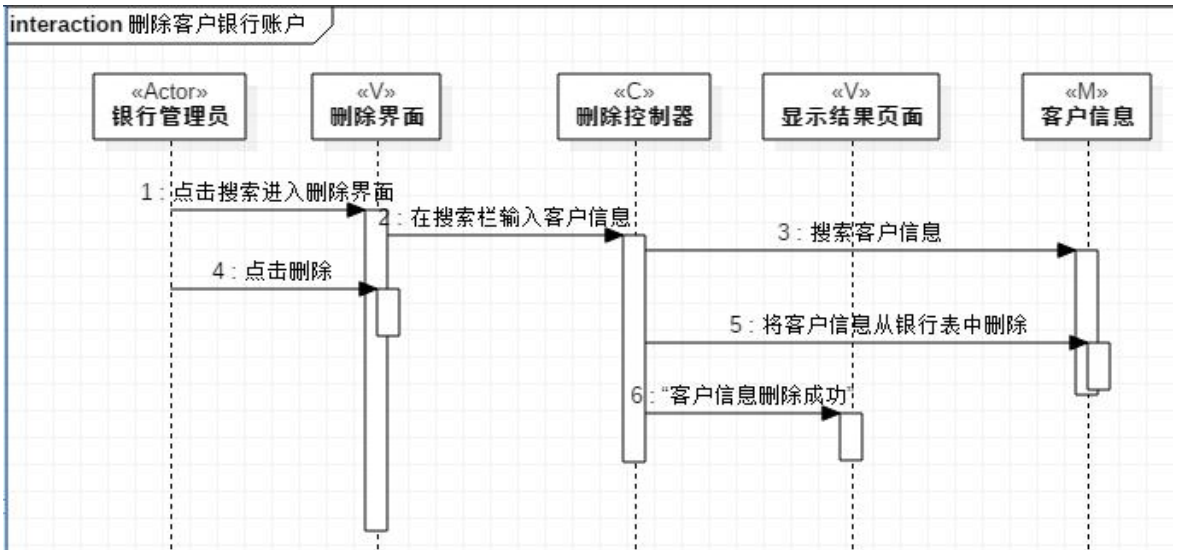 interaction 删除客户银行账户
«Actor»
银行管理员
«V»
删除界面
«C»
删除控制器
«V»
显示结果页面
«M»
客户信息
1 : 点击搜索进入删除界面
2 : 在搜索栏输入客户信息
3 : 搜索客户信息
4 : 点击删除
5 : 将客户信息从银行表中删除
6 : “客户信息删除成功”